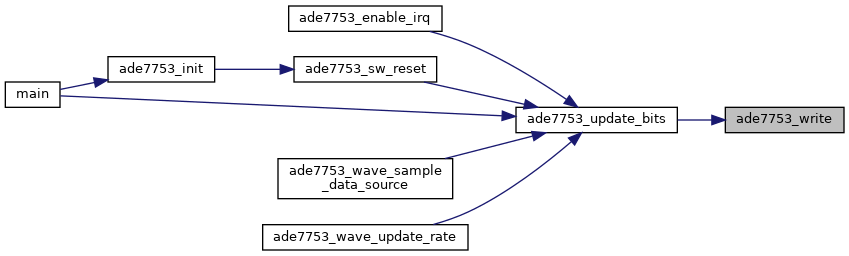 ade7753_enable_irq
ade7753_init
ade7753_sw_reset
main
ade7753_update_bits
ade7753_write
ade7753_wave_sample
_data_source
ade7753_wave_update_rate